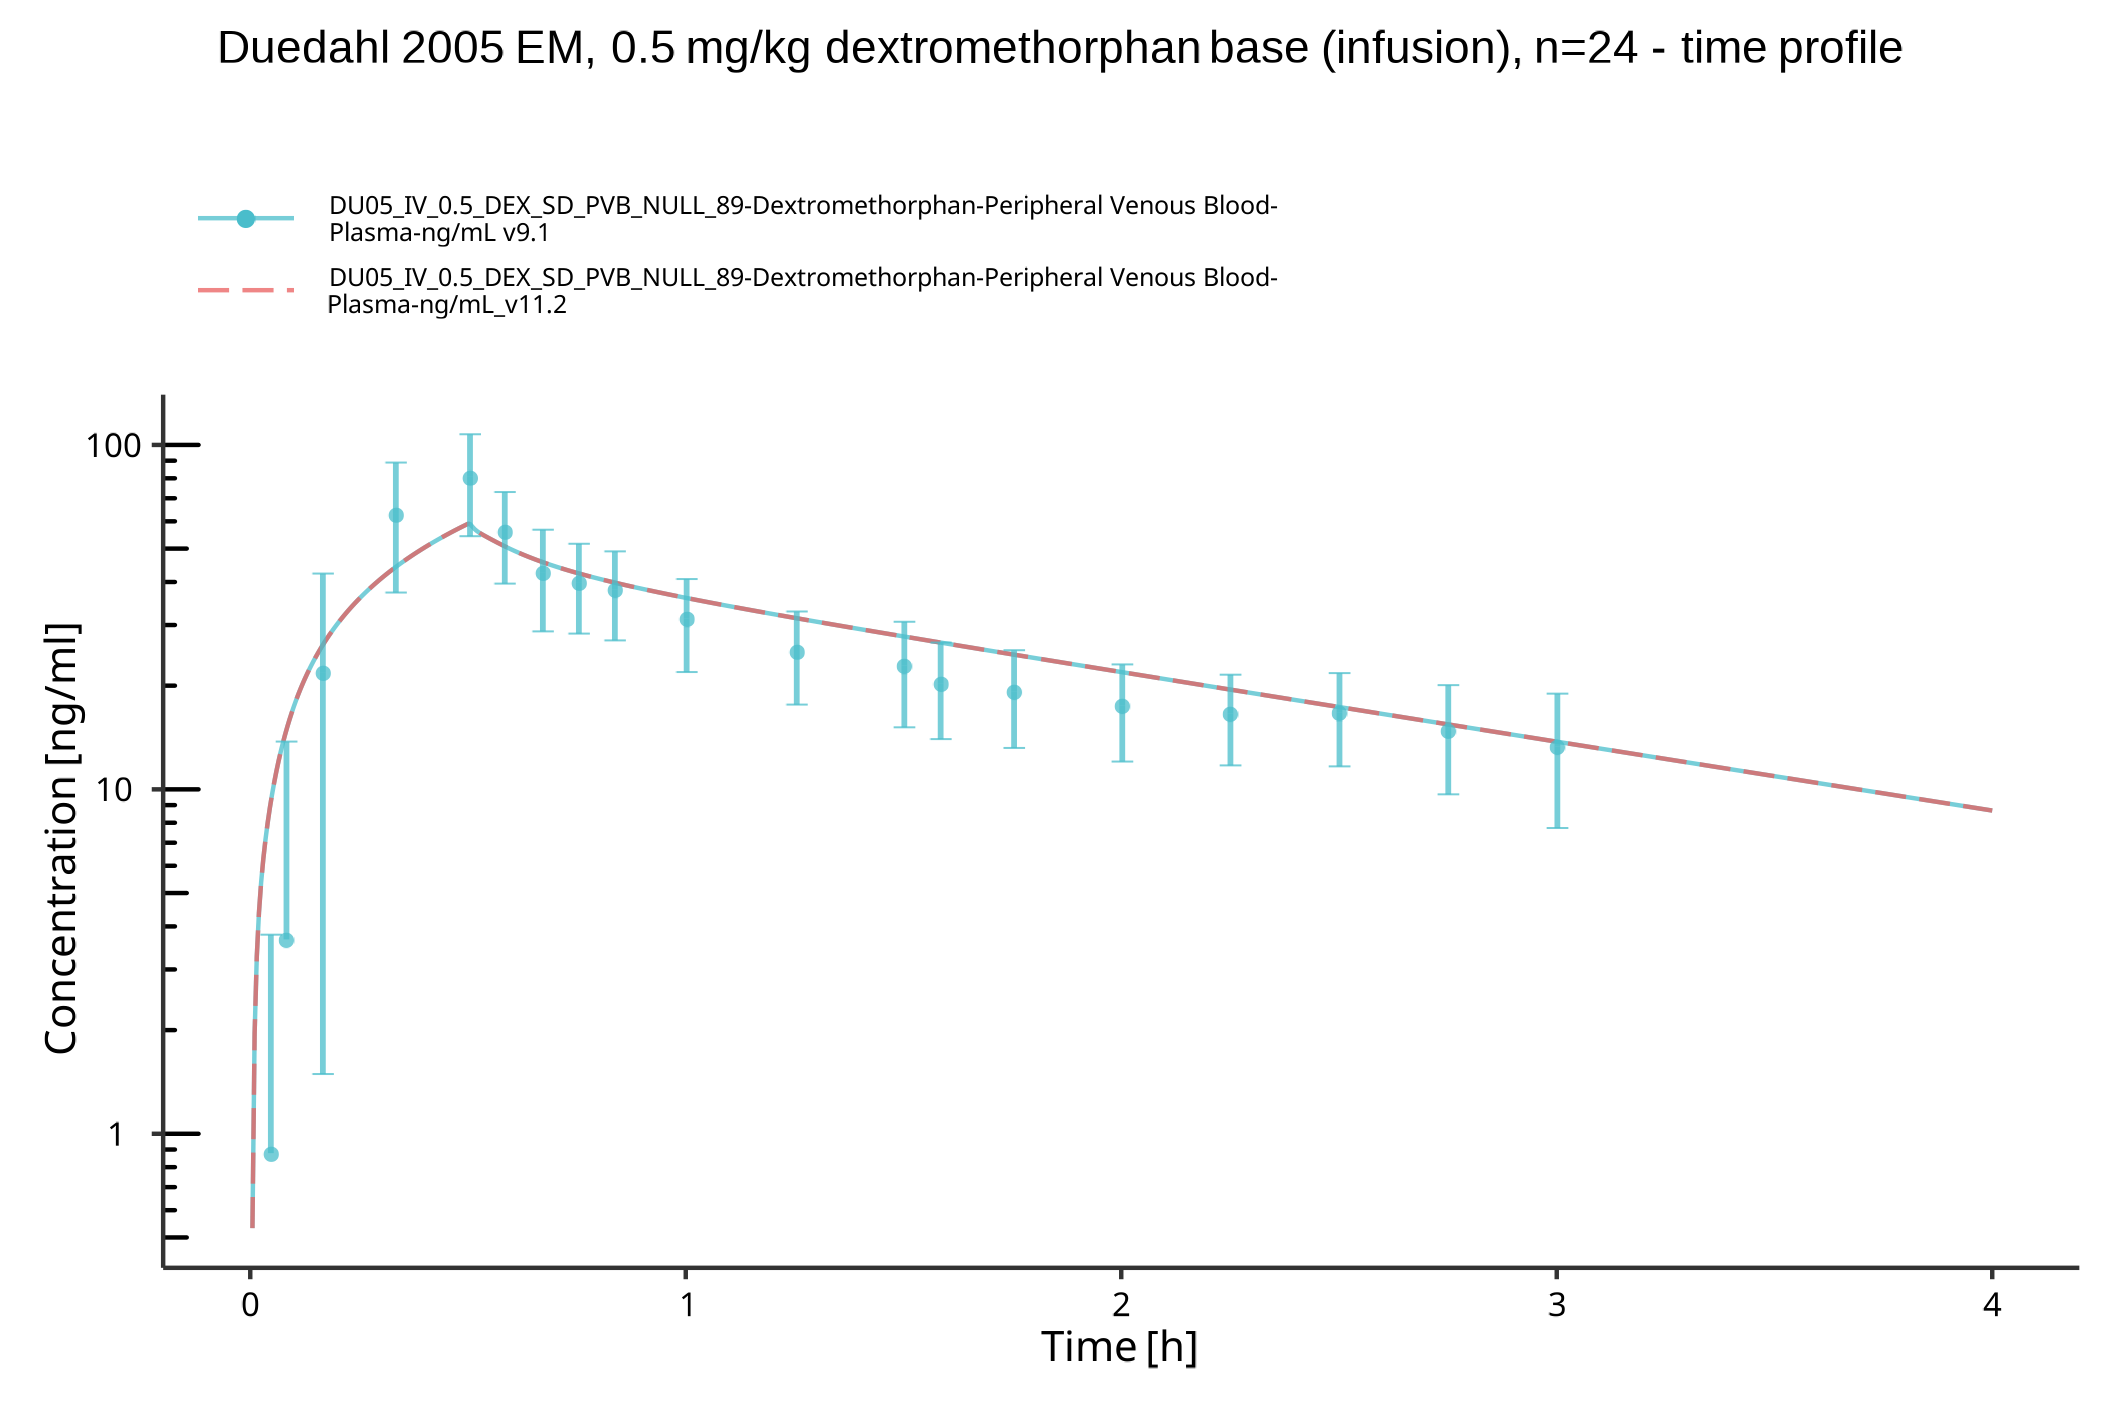 Duedahl 2005 EM, 0.5 mg/kg dextromethorphan base (infusion), n=24 - time profile
DU05_IV_0.5_DEX_SD_PVB_NULL_89-Dextromethorphan-Peripheral Venous Blood-
Plasma-ng/mL v9.1
DU05_IV_0.5_DEX_SD_PVB_NULL_89-Dextromethorphan-Peripheral Venous Blood-
Plasma-ng/mL_v11.2
Concentration [ng/ml]
100
10
1
0
1
2
3
4
Time [h]